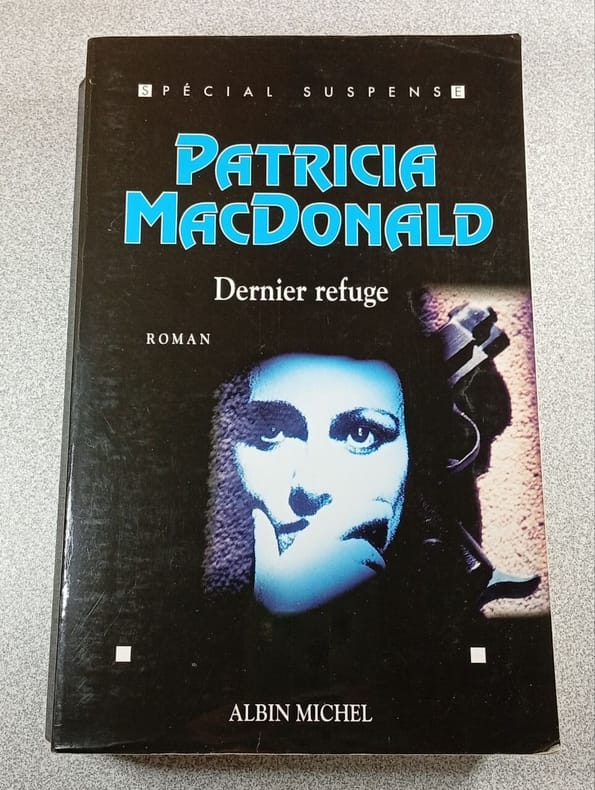 SPÉCIAL SUSPENSE
PATRICIA
MACDONALD
Dernier refuge
ROMAN
ALBIN MICHEL